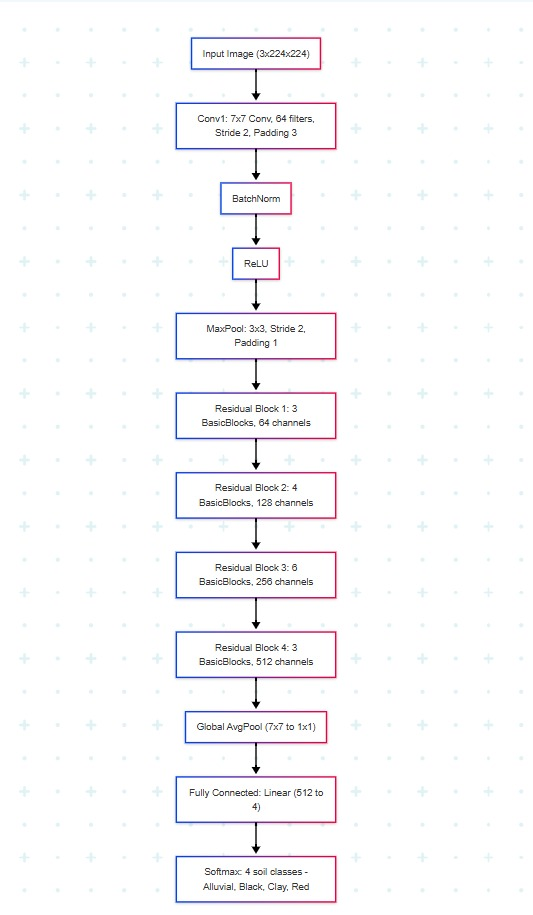 Input Image (3x224x224)
Conv1: 7x7 Conv, 64 filters,
Stride 2, Padding 3
BatchNorm
ReLU
MaxPool: 3x3, Stride 2,
Padding 1
Residual Block 1: 3
BasicBlocks, 64 channels
Residual Block 2: 4
BasicBlocks, 128 channels
Residual Block 3: 6
BasicBlocks, 256 channels
Residual Block 4: 3
BasicBlocks, 512 channels
Global AvgPool (7x7 to 1x1)
Fully Connected: Linear (512 to
4)
Softmax: 4 soil classes -
Alluvial, Black, Clay, Red